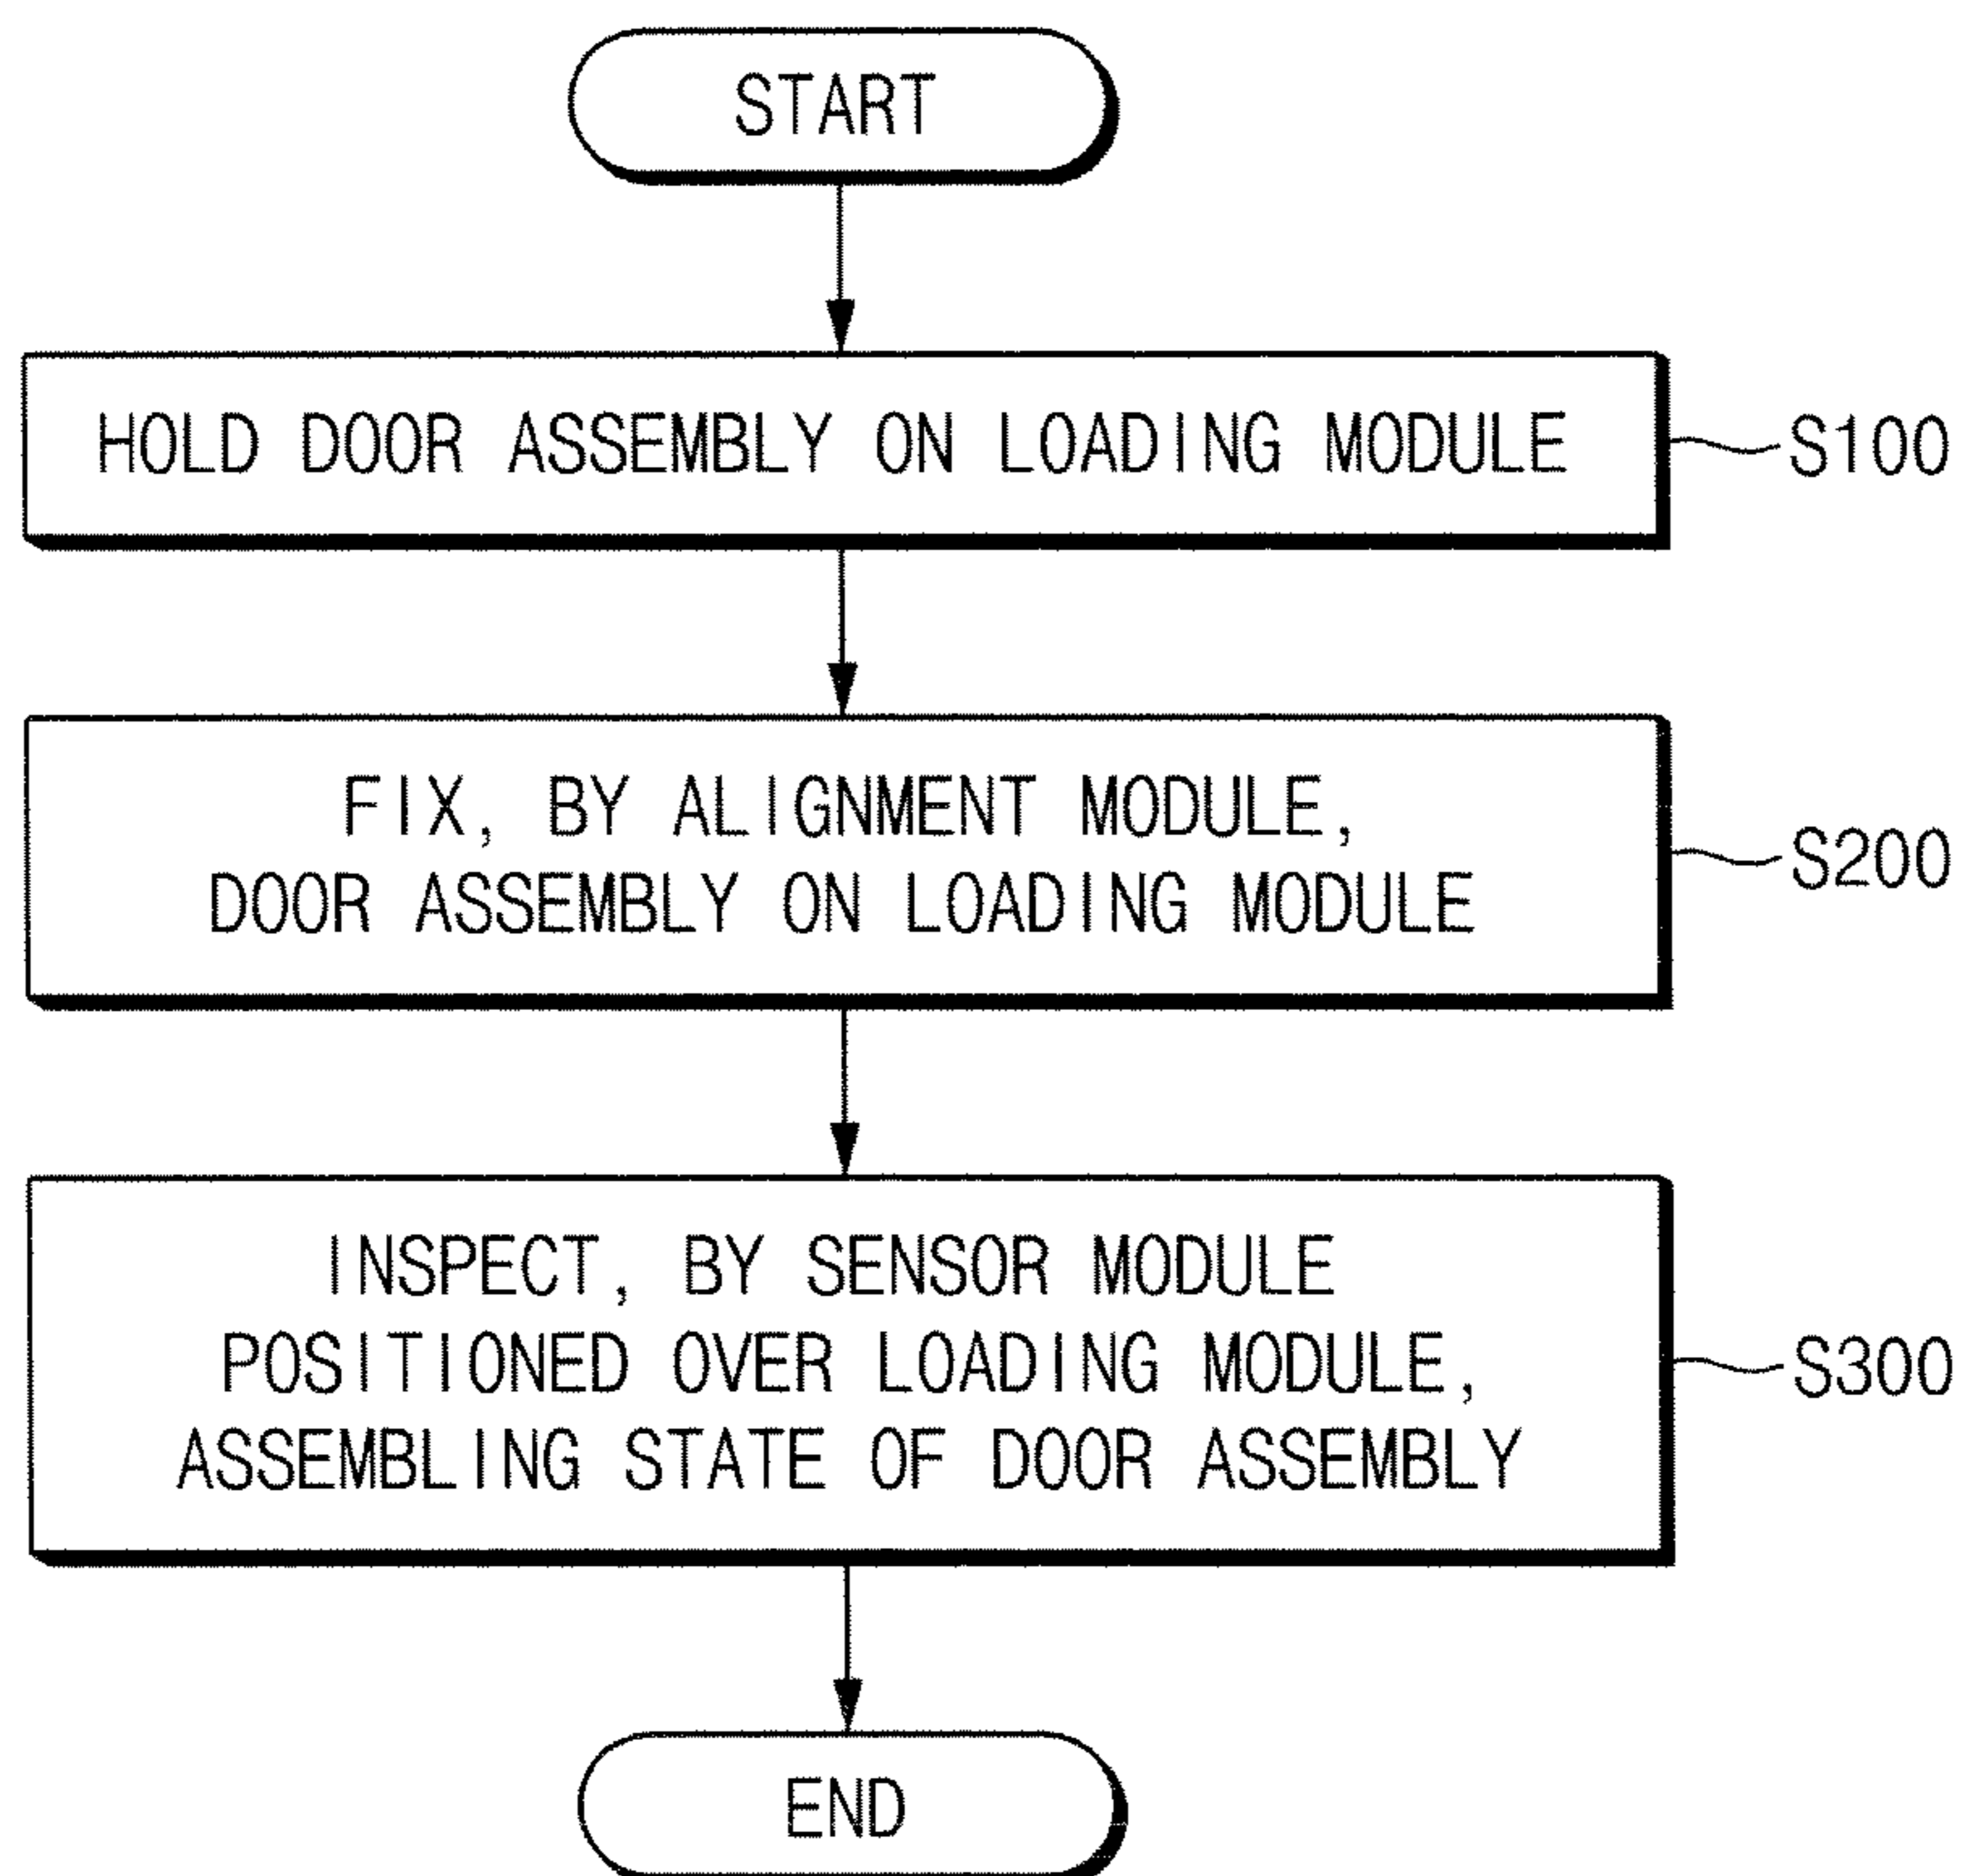 START
HOLD DOOR ASSEMBLY ON LOADING MODULE
S100
FIX, BY ALIGNMENT MODULE,
DOOR ASSEMBLY ON LOADING MODULE
S200
INSPECT, BY SENSOR MODULE
POSITIONED OVER LOADING MODULE,
ASSEMBLING STATE OF DOOR ASSEMBLY
S300
END